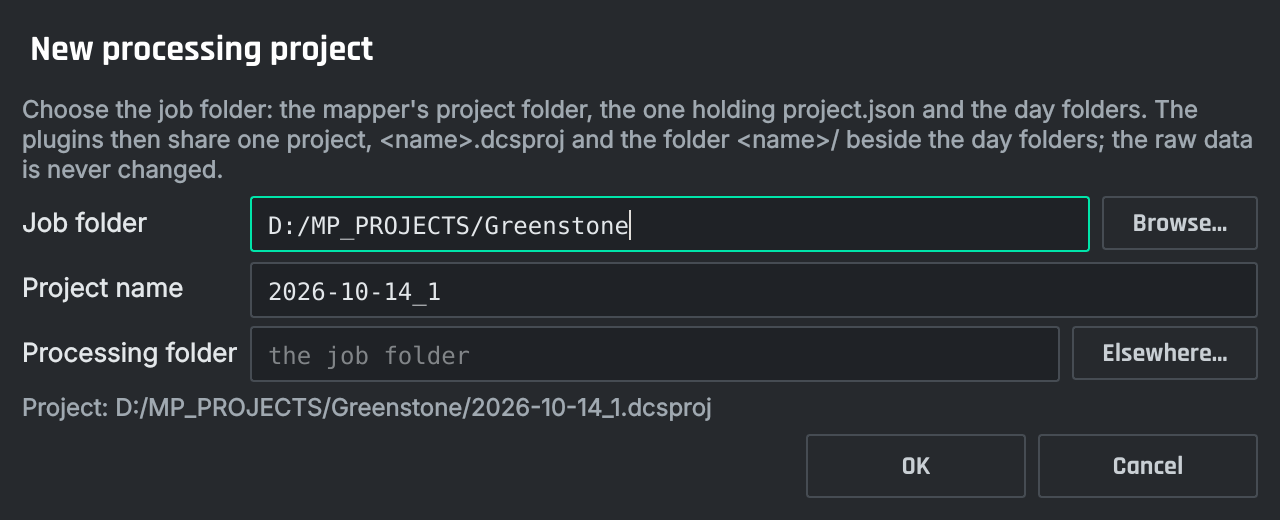 New processing project
Choose the job folder: the mapper's project folder, the one holding project.json and the day folders. The
plugins then share one project, <name>.dcsproj and the folder <name>/ beside the day folders; the raw data
is never changed.
Job folder D:/MP_PROJECTS/Greenstone Browse...
Project name 2026-10-14_1
Processing folder the job folder Elsewhere...
Project: D:/MP_PROJECTS/Greenstone/2026-10-14_1.dcsproj
OK Cancel